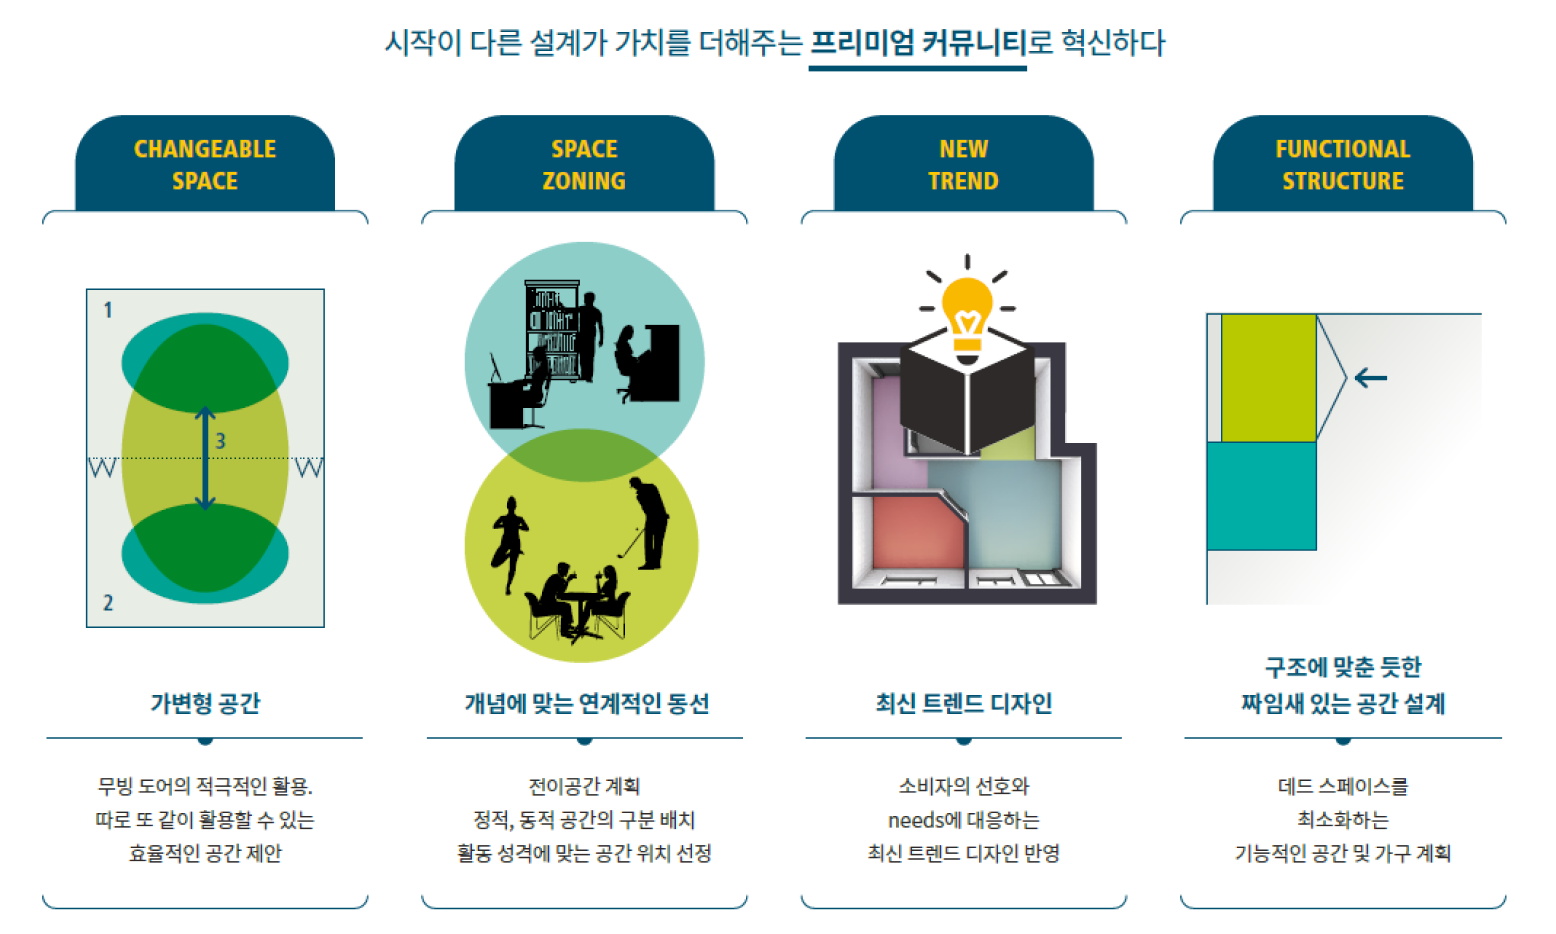 시작이 다른 설계가 가치를 더해주는 프리미엄 커뮤니티로 혁신하다
CHANGEABLE
SPACE
1
3
2
가변형 공간
무빙 도어의 적극적인 활용.
따로 또 같이 활용할 수 있는
효율적인 공간 제안
SPACE
ZONING
개념에 맞는 연계적인 동선
전이공간 계획
정적, 동적 공간의 구분 배치
활동 성격에 맞는 공간 위치 선정
NEW
TREND
최신 트렌드 디자인
소비자의 선호와
needs에 대응하는
최신 트렌드 디자인 반영
FUNCTIONAL
STRUCTURE
구조에 맞춘 듯한
짜임새 있는 공간 설계
데드 스페이스를
최소화하는
기능적인 공간 및 가구 계획